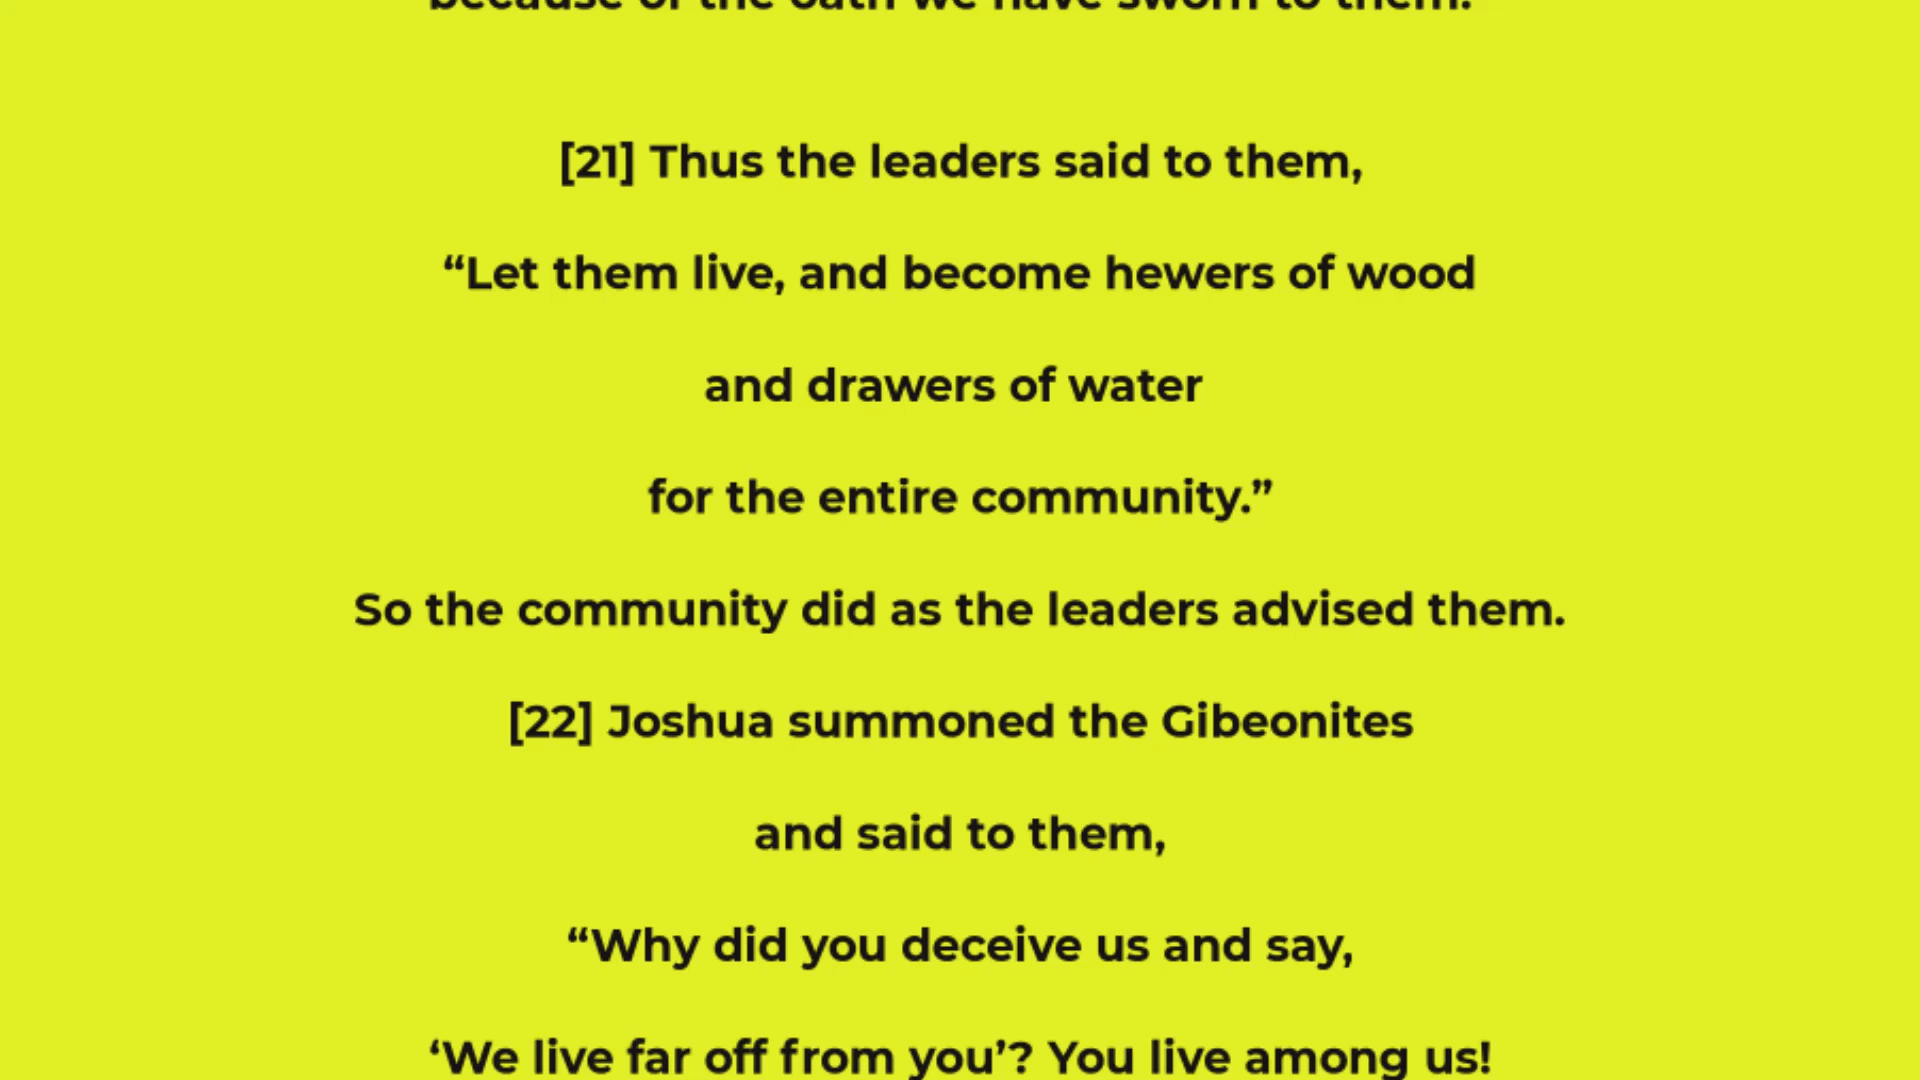 because of the oath we have sworn to them.
[21] Thus the leaders said to them,
“Let them live, and become hewers of wood
and drawers of water
for the entire community.”
So the community did as the leaders advised them.
[22] Joshua summoned the Gibeonites
and said to them,
“Why did you deceive us and say,
‘We live far off from you’? You live among us!